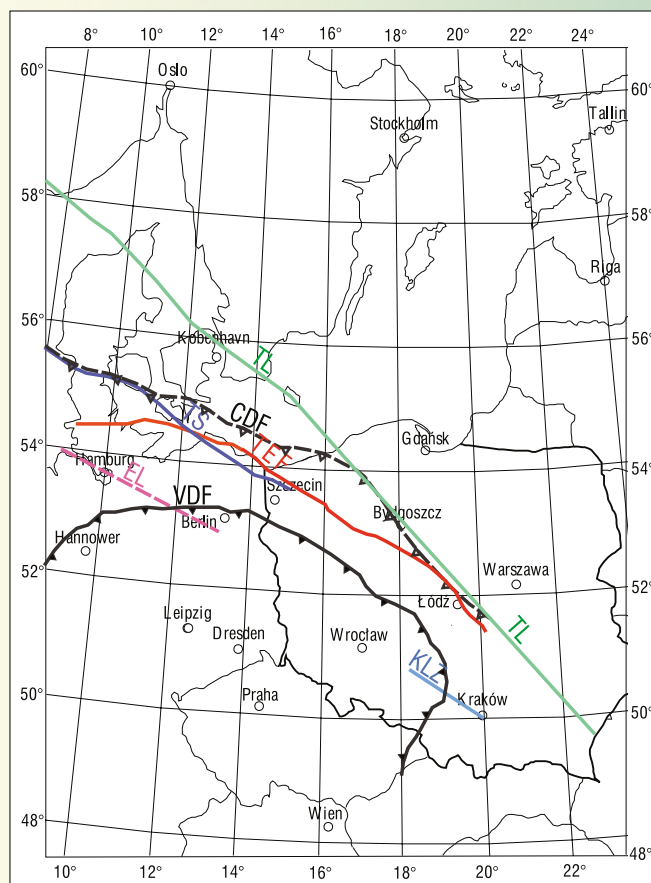 8° 10° 12° 14° 16° 18° 20° 22° 24°
60° Oslo 60°
Stockholm Tallin
58° 58°
Riga
56° 56°
København TL
CDF
TS
54° Gdańsk 54°
TEF
Hamburg EL
Szczecin
VDF Bydgoszcz
Berlin
Hannower
52° Warszawa 52°
Łódź
Leipzig TL
Dresden Wrocław
KLZ
50° Praha Kraków 50°
48° Wien 48°
10° 12° 14° 16° 18° 20° 22°